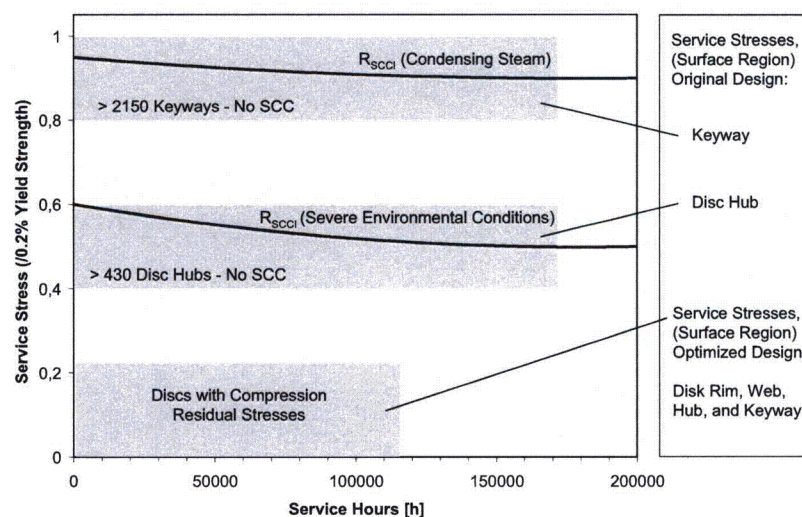 Service Stress (/0.2% Yield Strength)
1
0,8
0,6
0,4
0,2
0
R_SCCI (Condensing Steam)
> 2150 Keyways - No SCC
R_SCCI (Severe Environmental Conditions)
> 430 Disc Hubs - No SCC
Discs with Compression
Residual Stresses
0
50000
100000
150000
200000
Service Hours [h]
Service Stresses,
(Surface Region)
Original Design:
Keyway
Disc Hub
Service Stresses,
(Surface Region)
Optimized Design
Disk Rim, Web,
Hub, and Keyway